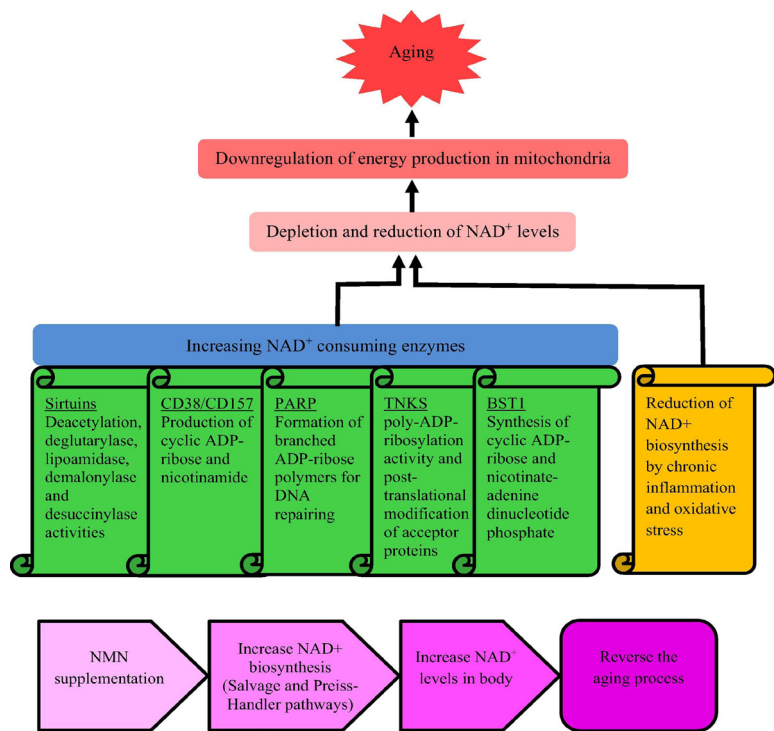 Aging
Downregulation of energy production in mitochondria
Depletion and reduction of NAD⁺ levels
Increasing NAD⁺ consuming enzymes
Sirtuins
Deacetylation,
deglutarylase,
lipoamidase,
demalonylase
and
desuccinylase
activities
CD38/CD157
Production of
cyclic ADP-
ribose and
nicotinamide
PARP
Formation of
branched
ADP-ribose
polymers for
DNA
repairing
TNKS
poly-ADP-
ribosylation
activity and
post-
translational
modification
of acceptor
proteins
BST1
Synthesis of
cyclic ADP-
ribose and
nicotinate-
adenine
dinucleotide
phosphate
Reduction of
NAD+
biosynthesis
by chronic
inflammation
and oxidative
stress
NMN
supplementation
Increase NAD+
biosynthesis
(Salvage and Preiss-
Handler pathways)
Increase NAD⁺
levels in body
Reverse the
aging process